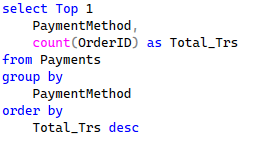 select Top 1
PaymentMethod,
count(OrderID) as Total_Trs
from Payments
group by
PaymentMethod
order by
Total_Trs desc